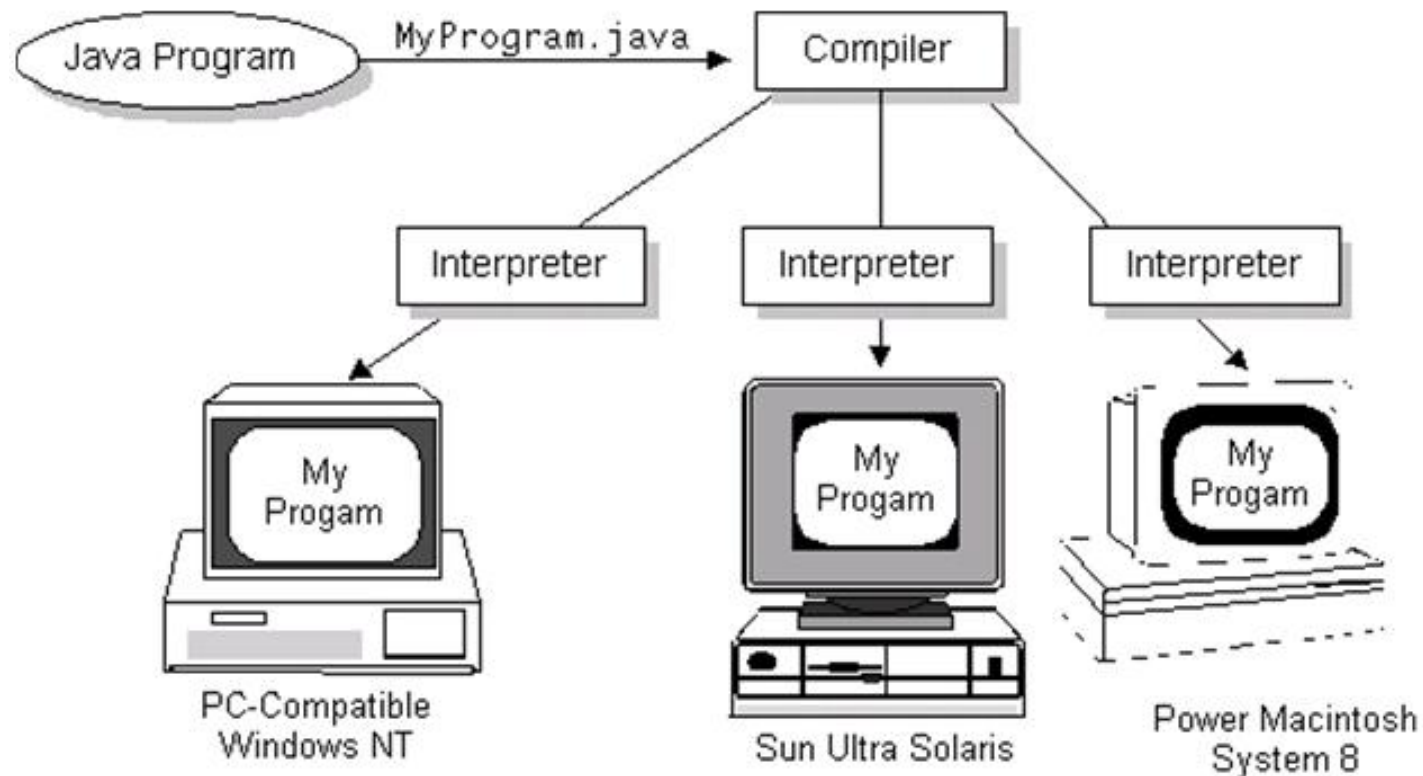 Java Program
MyProgram.java
Compiler
Interpreter
Interpreter
Interpreter
My
Progam
My
Progam
My
Progam
PC-Compatible
Windows NT
Sun Ultra Solaris
Power Macintosh
System 8